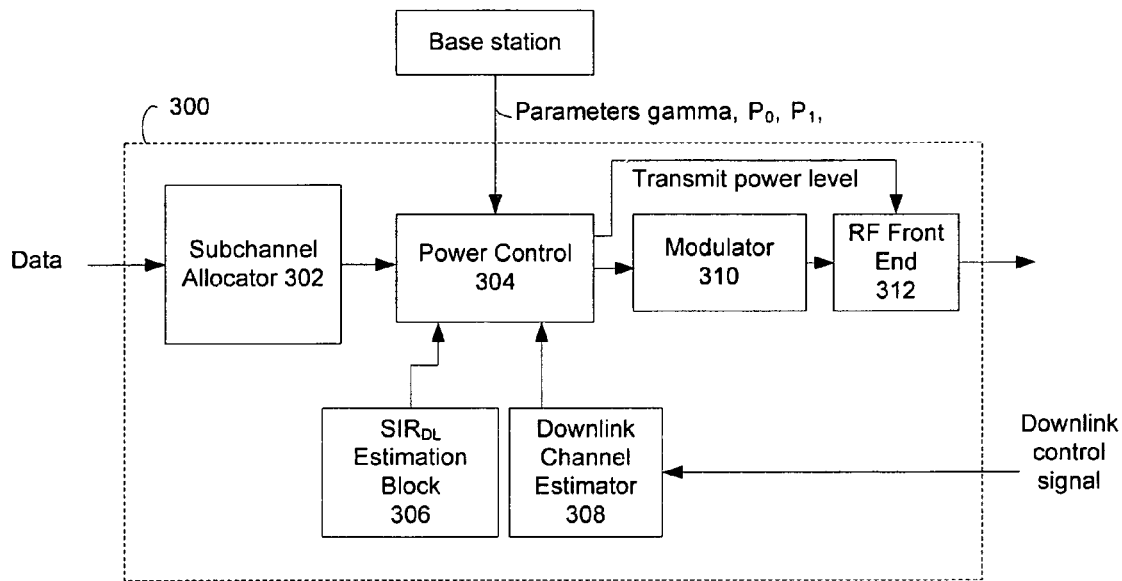 Base station
Parameters gamma, P₀, P₁,
300
Transmit power level
Data
Subchannel
Allocator 302
Power Control
304
Modulator
310
RF Front
End
312
SIR_DL
Estimation
Block
306
Downlink
Channel
Estimator
308
Downlink
control
signal